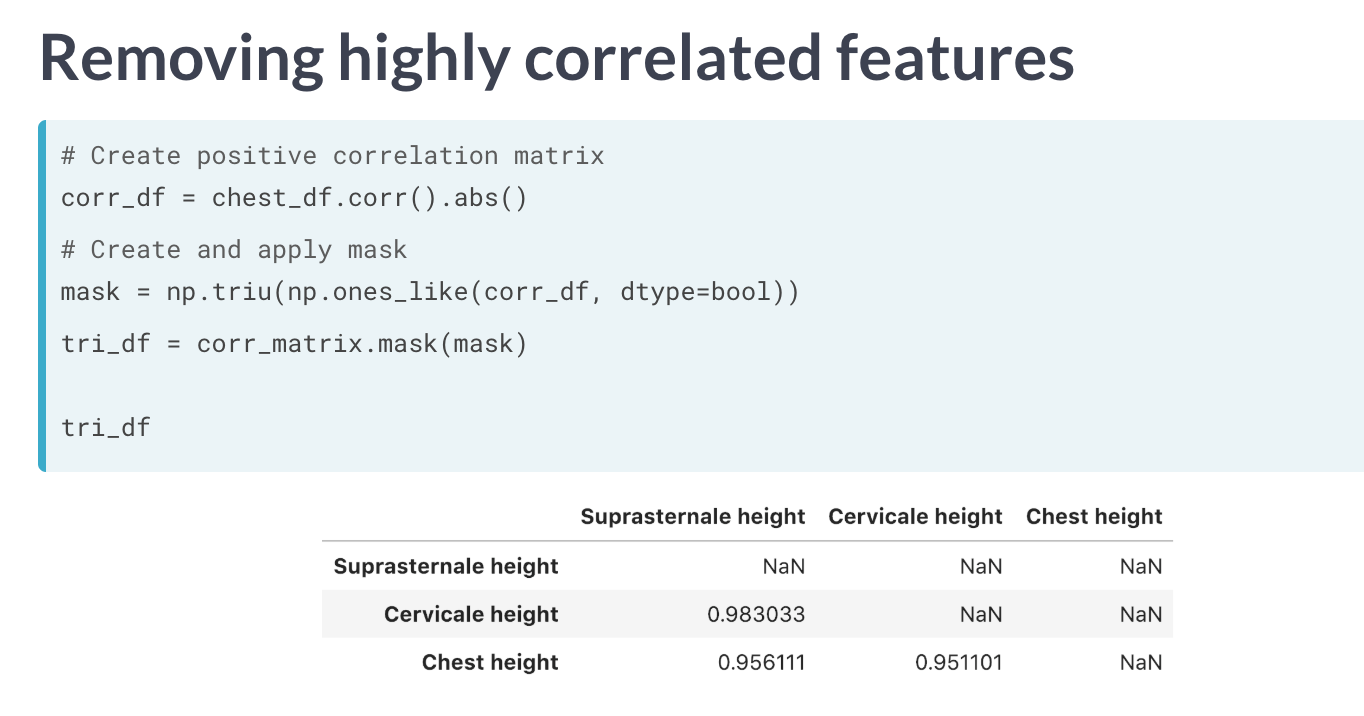 Removing highly correlated features
# Create positive correlation matrix
corr_df = chest_df.corr().abs()
# Create and apply mask
mask = np.triu(np.ones_like(corr_df, dtype=bool))
tri_df = corr_matrix.mask(mask)
tri_df
Suprasternale height Cervicale height Chest height
Suprasternale height NaN NaN NaN
Cervicale height 0.983033 NaN NaN
Chest height 0.956111 0.951101 NaN